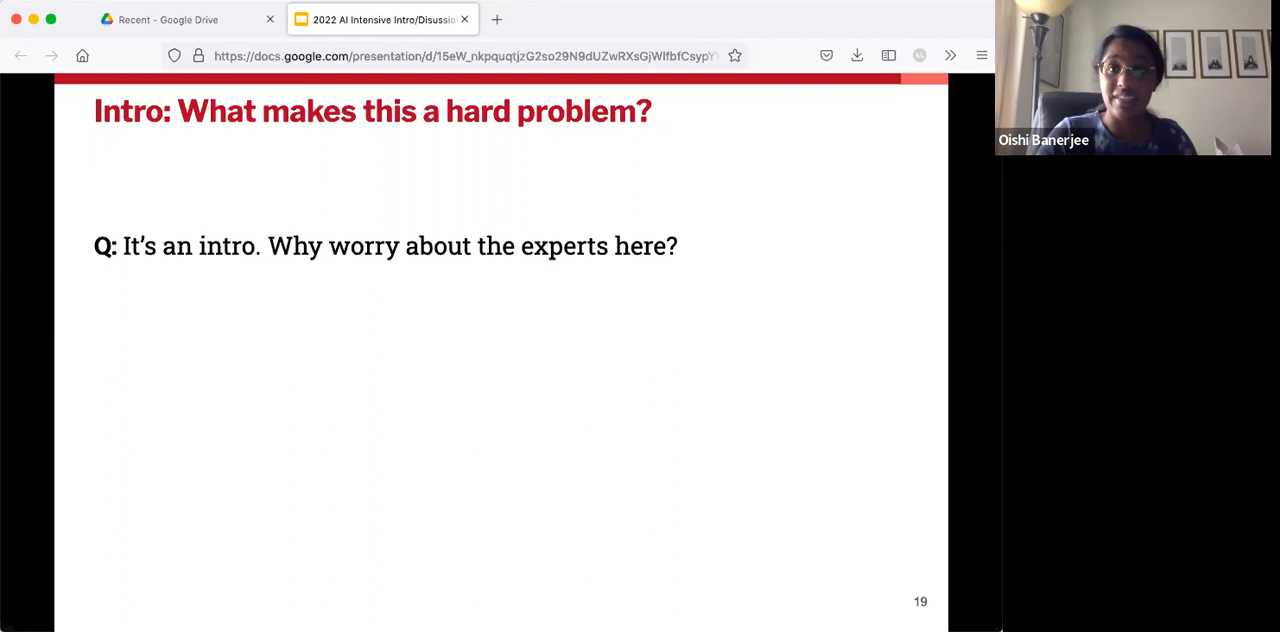 Recent - Google Drive
2022 AI Intensive Intro/Disussio
https://docs.google.com/presentation/d/15eW_nkpquqtjzG2so29N9dUZwRXsGjWlfbfCsypY
Oishi Banerjee
Intro: What makes this a hard problem?
Q: It's an intro. Why worry about the experts here?
19